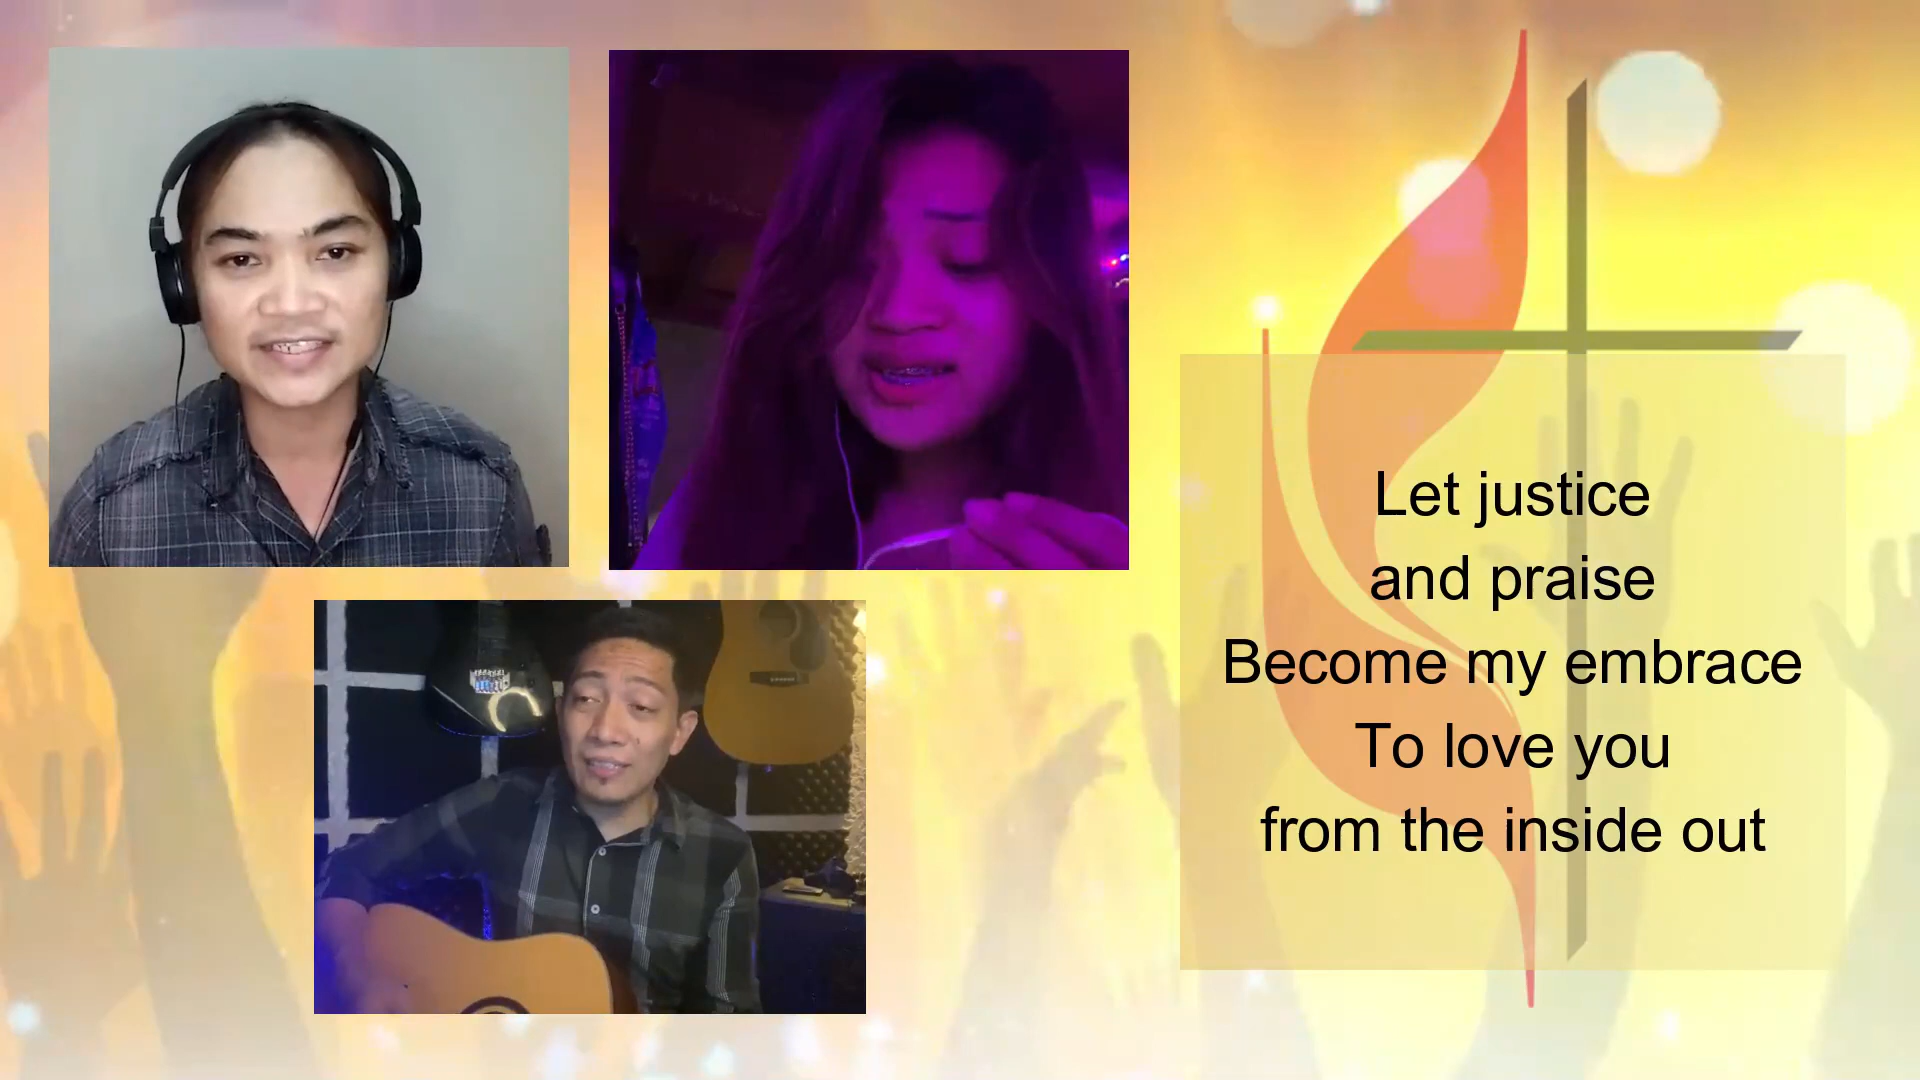 Let justice
and praise
Become my embrace
To love you
from the inside out